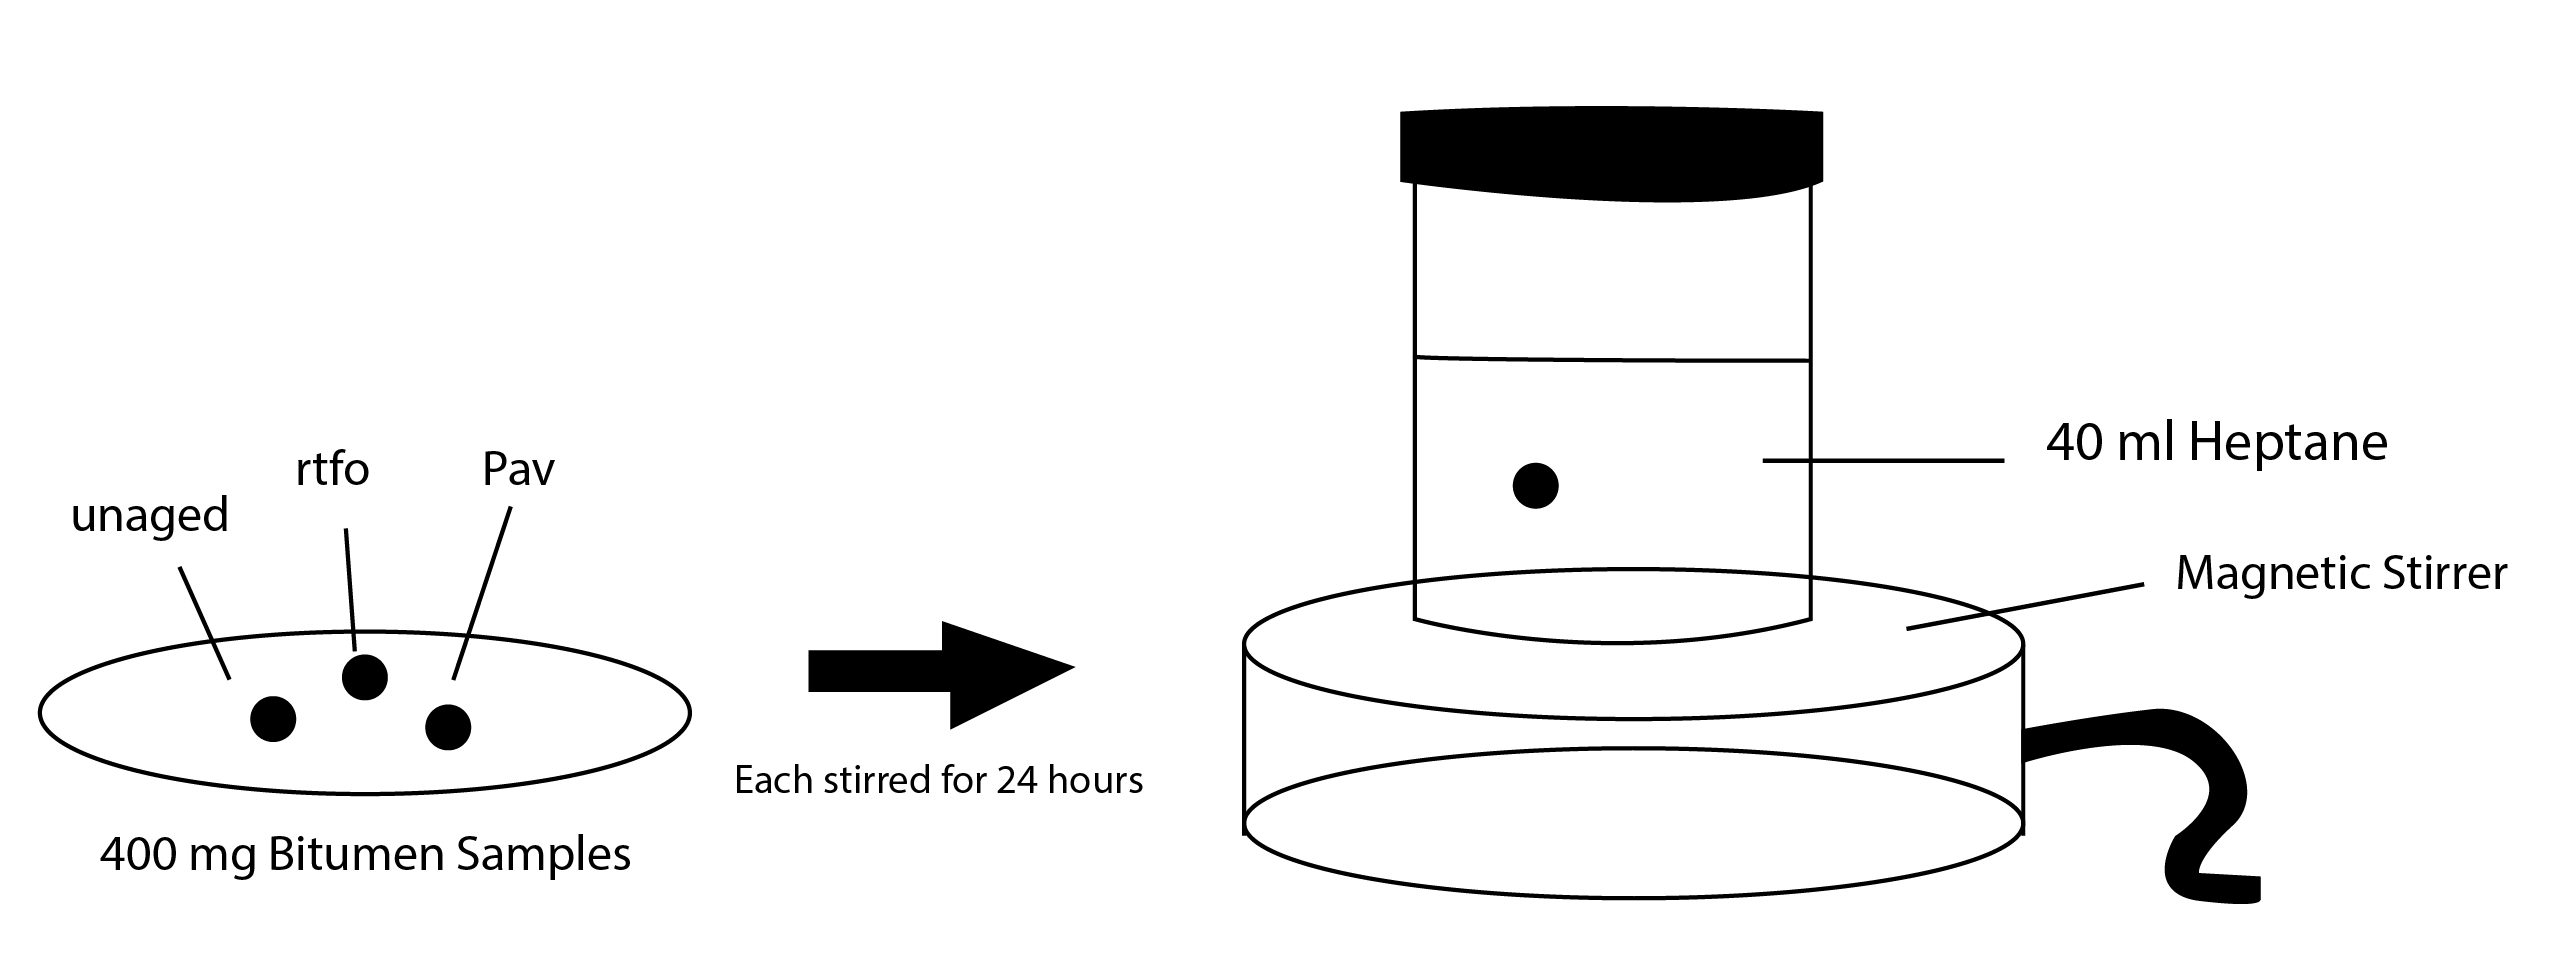 unaged
rtfo
Pav
400 mg Bitumen Samples
Each stirred for 24 hours
40 ml Heptane
Magnetic Stirrer